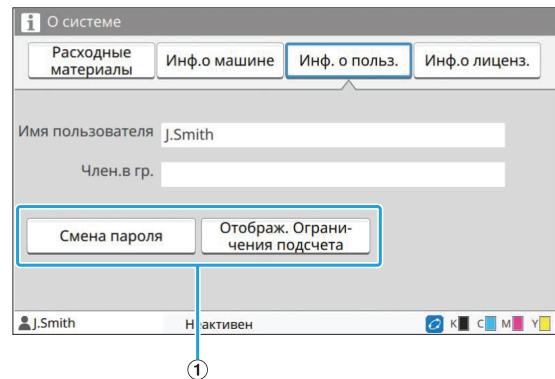 i О системе
Расходные
материалы
Инф.о машине
Инф. о польз.
Инф.о лиценз.
Имя пользователя J.Smith
Член.в гр.
Смена пароля
Отображ. Ограни-
чения подсчета
J.Smith
K C M Y
1